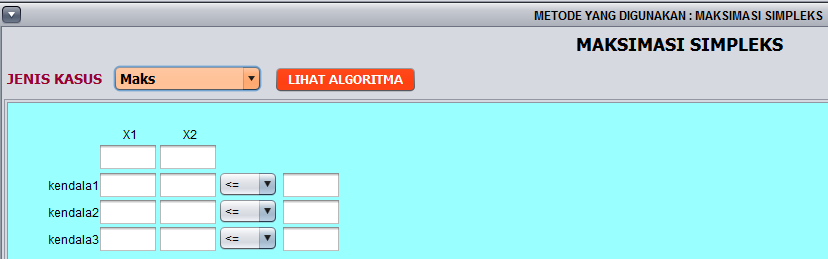 METODE YANG DIGUNAKAN : MAKSIMASI SIMPLEKS
MAKSIMASI SIMPLEKS
JENIS KASUS Maks LIHAT ALGORITMA
X1 X2
kendala1 <=
kendala2 <=
kendala3 <=